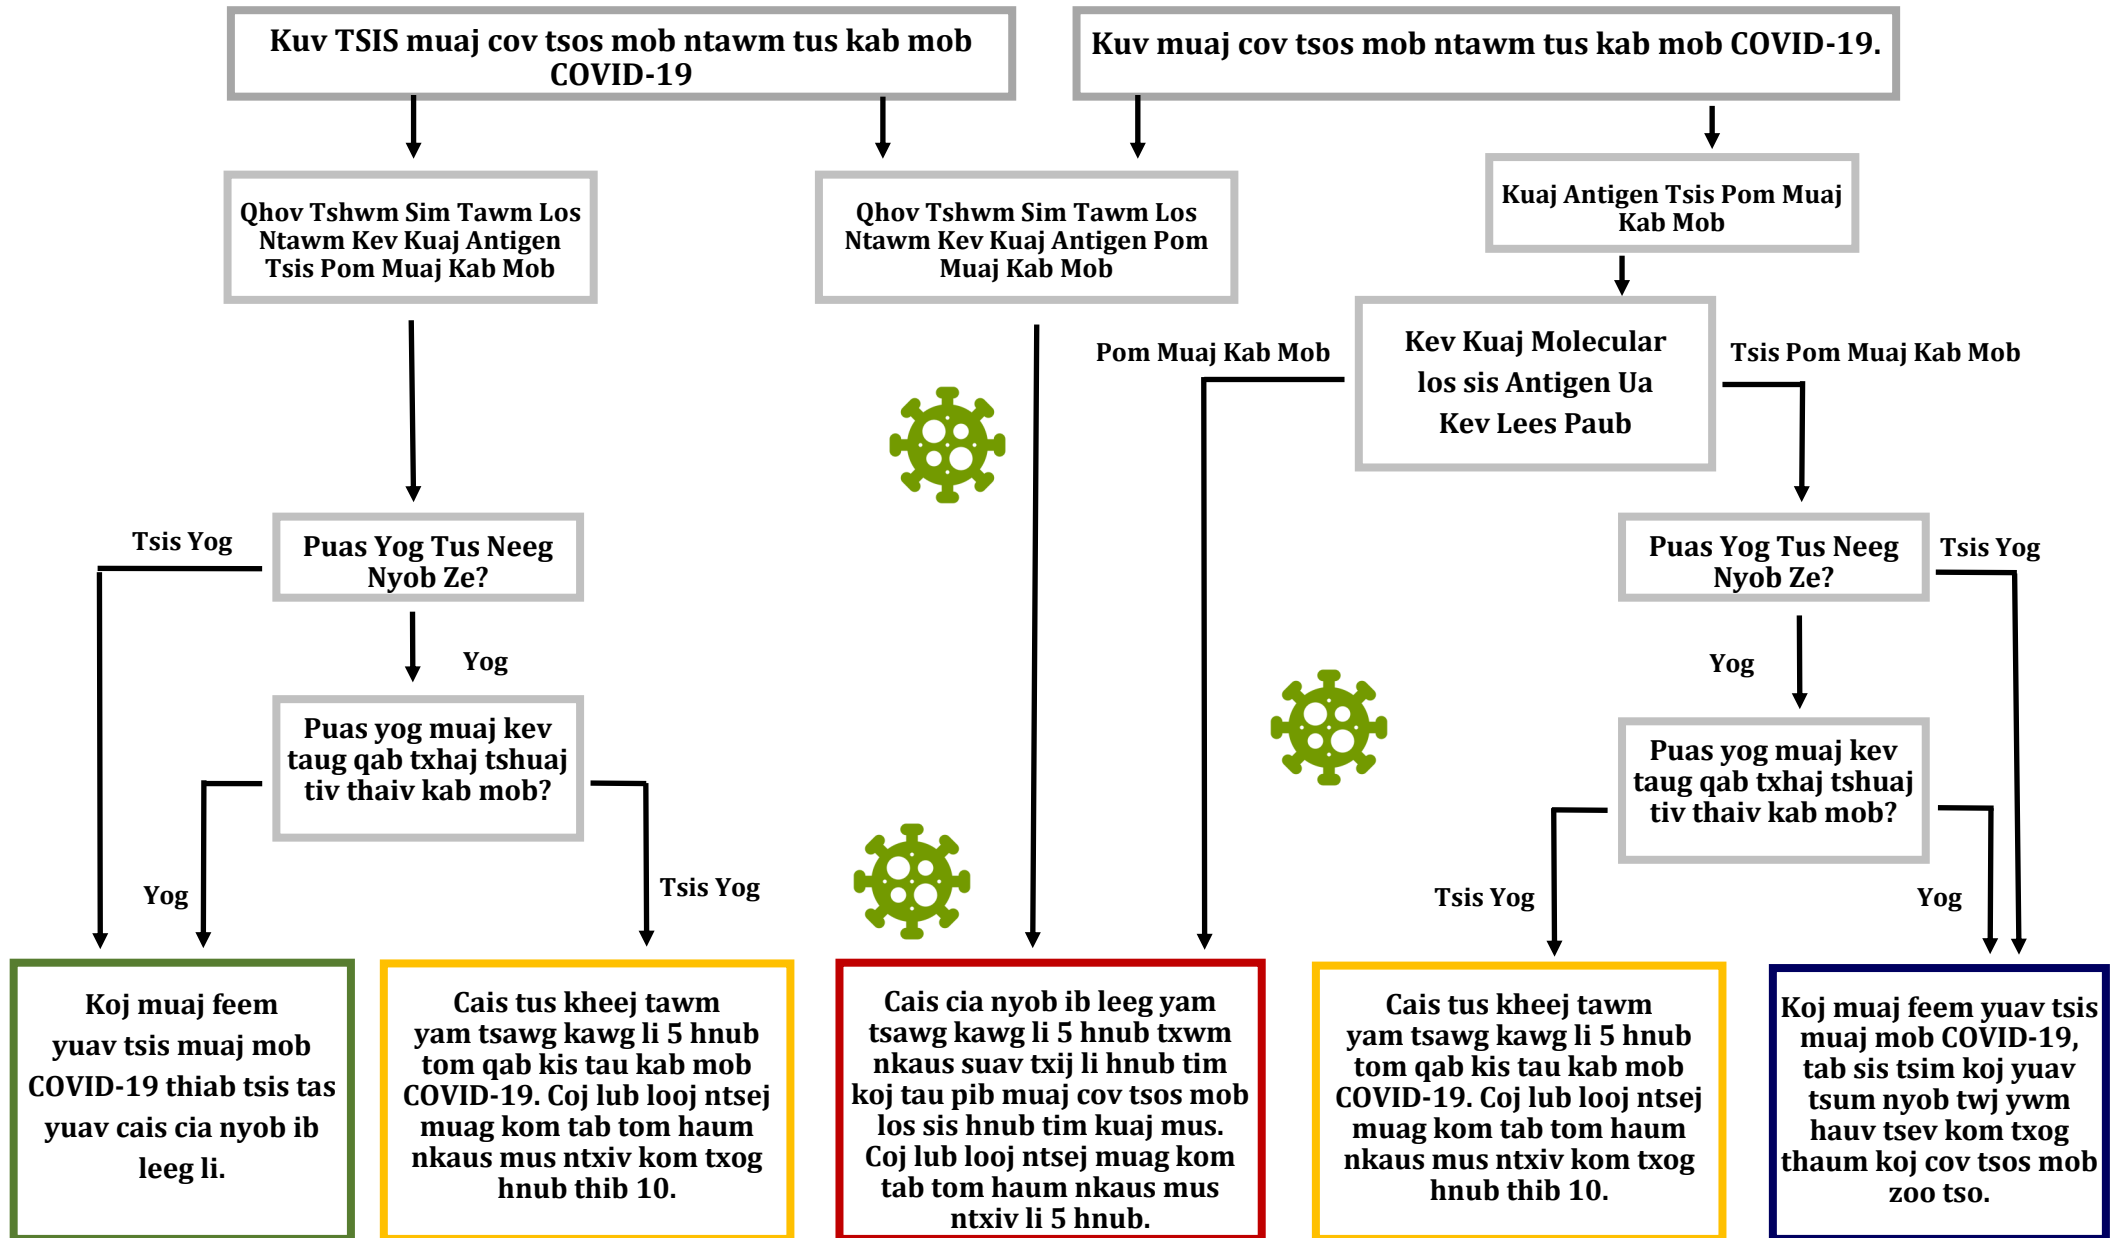 Kuv TSIS muaj cov tsos mob ntawm tus kab mob
COVID-19
Kuv muaj cov tsos mob ntawm tus kab mob COVID-19.
Qhov Tshwm Sim Tawm Los
Ntawm Kev Kuaj Antigen
Tsis Pom Muaj Kab Mob
Qhov Tshwm Sim Tawm Los
Ntawm Kev Kuaj Antigen Pom
Muaj Kab Mob
Kuaj Antigen Tsis Pom Muaj
Kab Mob
Pom Muaj Kab Mob
Kev Kuaj Molecular
los sis Antigen Ua
Kev Lees Paub
Tsis Pom Muaj Kab Mob
Tsis Yog
Puas Yog Tus Neeg
Nyob Ze?
Puas Yog Tus Neeg
Nyob Ze?
Tsis Yog
Yog
Yog
Puas yog muaj kev
taug qab txhaj tshuaj
tiv thaiv kab mob?
Puas yog muaj kev
taug qab txhaj tshuaj
tiv thaiv kab mob?
Yog
Tsis Yog
Tsis Yog
Yog
Koj muaj feem
yuav tsis muaj mob
COVID-19 thiab tsis tas
yuav cais cia nyob ib
leeg li.
Cais tus kheej tawm
yam tsawg kawg li 5 hnub
tom qab kis tau kab mob
COVID-19. Coj lub looj ntsej
muag kom tab tom haum
nkaus mus ntxiv kom txog
hnub thib 10.
Cais cia nyob ib leeg yam
tsawg kawg li 5 hnub txwm
nkaus suav txij li hnub tim
koj tau pib muaj cov tsos mob
los sis hnub tim kuaj mus.
Coj lub looj ntsej muag kom
tab tom haum nkaus mus
ntxiv li 5 hnub.
Cais tus kheej tawm
yam tsawg kawg li 5 hnub
tom qab kis tau kab mob
COVID-19. Coj lub looj ntsej
muag kom tab tom haum
nkaus mus ntxiv kom txog
hnub thib 10.
Koj muaj feem yuav tsis
muaj mob COVID-19,
tab sis tsim koj yuav
tsum nyob twj ywm
hauv tsev kom txog
thaum koj cov tsos mob
zoo tso.